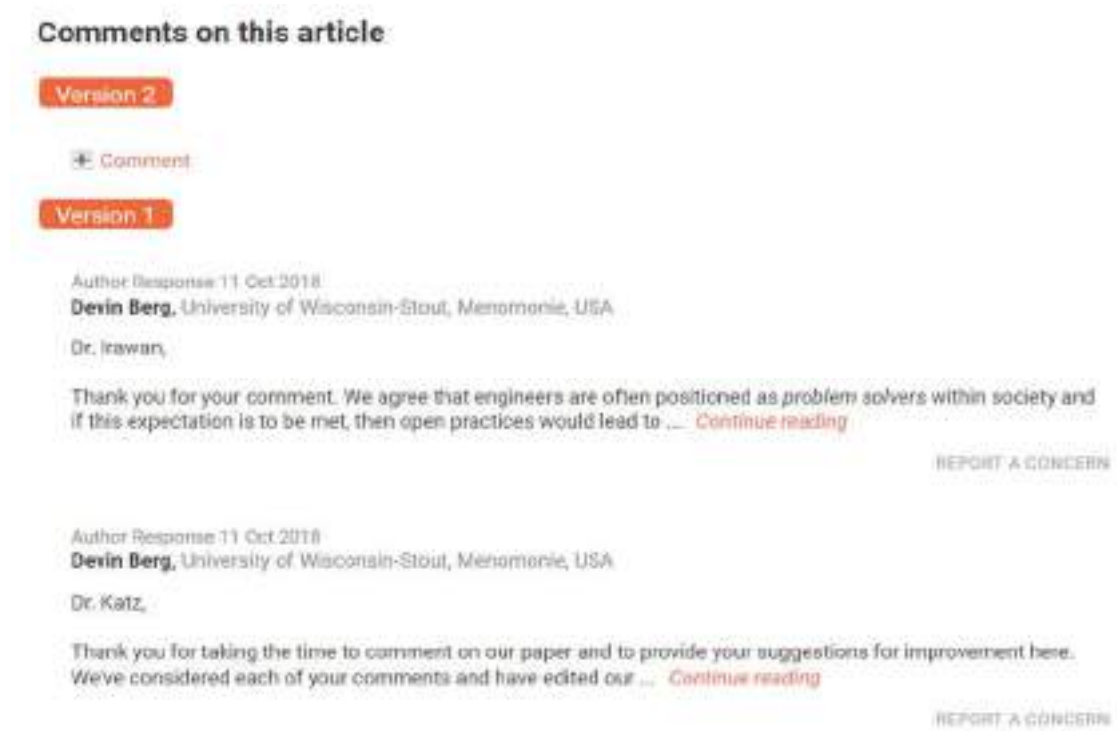 Comments on this article
Version 2
Comment
Version 1
Author Response 11 Oct 2018
Devin Berg, University of Wisconsin-Stout, Menomonie, USA
Dr. Irawan,
Thank you for your comment. We agree that engineers are often positioned as problem solvers within society and
if this expectation is to be met, then open practices would lead to ... Continue reading
REPORT A CONCERN
Author Response 11 Oct 2018
Devin Berg, University of Wisconsin-Stout, Menomonie, USA
Dr. Katz,
Thank you for taking the time to comment on our paper and to provide your suggestions for improvement here.
We've considered each of your comments and have edited our ... Continue reading
REPORT A CONCERN